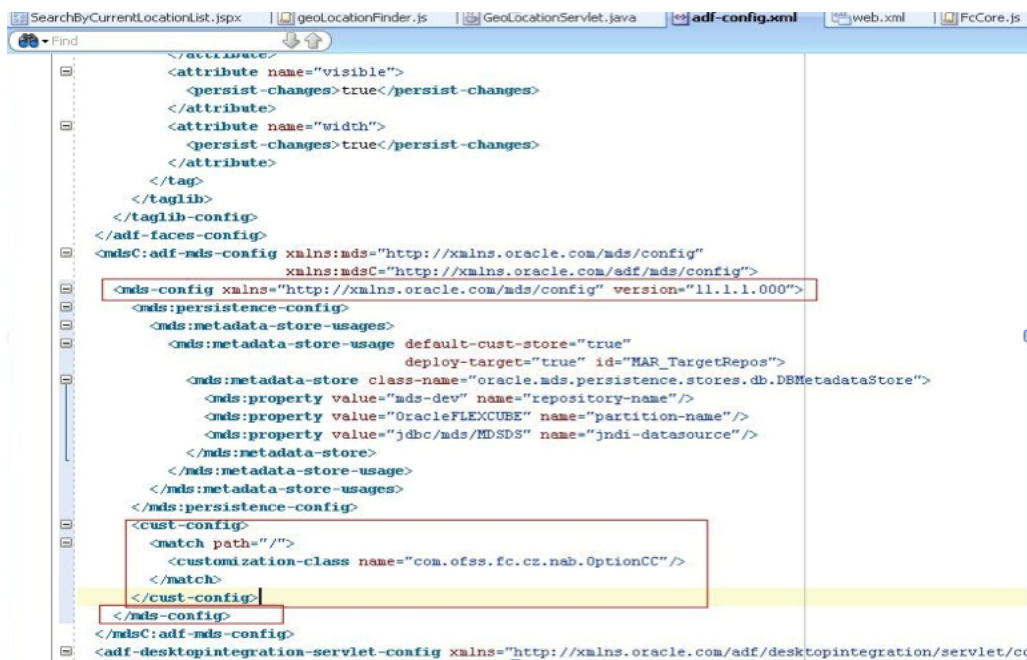 SearchByCurrentLocationList.jspx geoLocationFinder.js GeoLocationServlet.java adf-config.xml web.xml FcCore.js
Find
</attribute>
<attribute name="visible">
<persist-changes>true</persist-changes>
</attribute>
<attribute name="width">
<persist-changes>true</persist-changes>
</attribute>
</tag>
</taglib>
</taglib-config>
</adf-faces-config>
<mdsC:adf-mds-config xmlns:mds="http://xmlns.oracle.com/mds/config"
xmlns:mdsC="http://xmlns.oracle.com/adf/mds/config">
<mds-config xmlns="http://xmlns.oracle.com/mds/config" version="11.1.1.000">
<mds:persistence-config>
<mds:metadata-store-usages>
<mds:metadata-store-usage default-cust-store="true"
deploy-target="true" id="MAR_TargetRepos">
<mds:metadata-store class-name="oracle.mds.persistence.stores.db.DBMetadataStore">
<mds:property value="mds-dev" name="repository-name"/>
<mds:property value="OracleFLEXCUBE" name="partition-name"/>
<mds:property value="jdbc/mds/MDSDS" name="jndi-datasource"/>
</mds:metadata-store>
</mds:metadata-store-usage>
</mds:metadata-store-usages>
</mds:persistence-config>
<cust-config>
<match path="/">
<customization-class name="com.ofss.fc.cz.nab.OptionCC"/>
</match>
</cust-config>
</mds-config>
</mdsC:adf-mds-config>
<adf-desktopintegration-servlet-config xmlns="http://xmlns.oracle.com/adf/desktopintegration/servlet/co